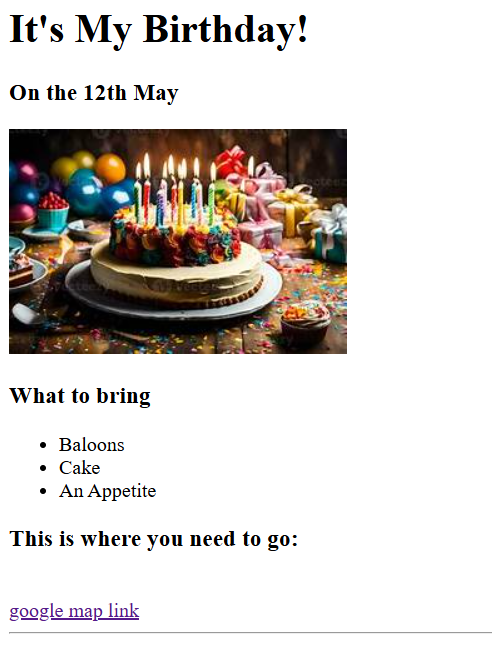 It's My Birthday!
On the 12th May
What to bring
Baloons
Cake
An Appetite
This is where you need to go:
google map link